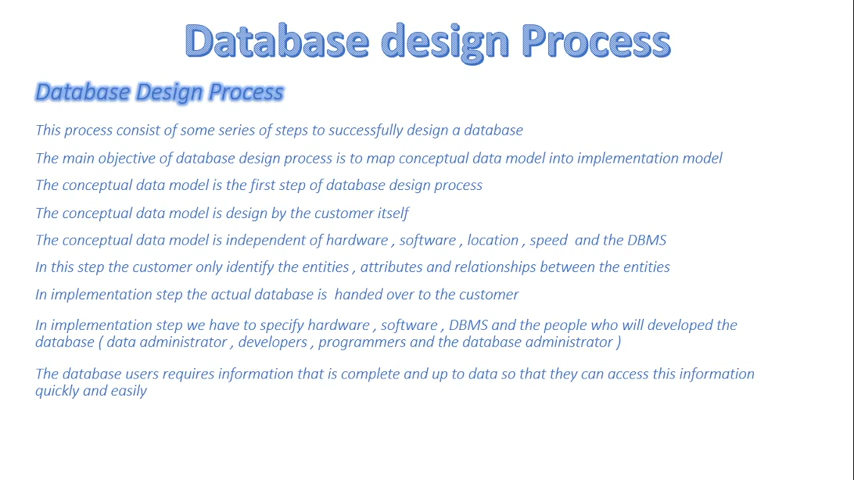 Database design Process
Database Design Process
This process consist of some series of steps to successfully design a database
The main objective of database design process is to map conceptual data model into implementation model
The conceptual data model is the first step of database design process
The conceptual data model is design by the customer itself
The conceptual data model is independent of hardware , software , location , speed  and the DBMS
In this step the customer only identify the entities , attributes and relationships between the entities
In implementation step the actual database is  handed over to the customer
In implementation step we have to specify hardware , software , DBMS and the people who will developed the
database ( data administrator , developers , programmers and the database administrator )
The database users requires information that is complete and up to data so that they can access this information
quickly and easily